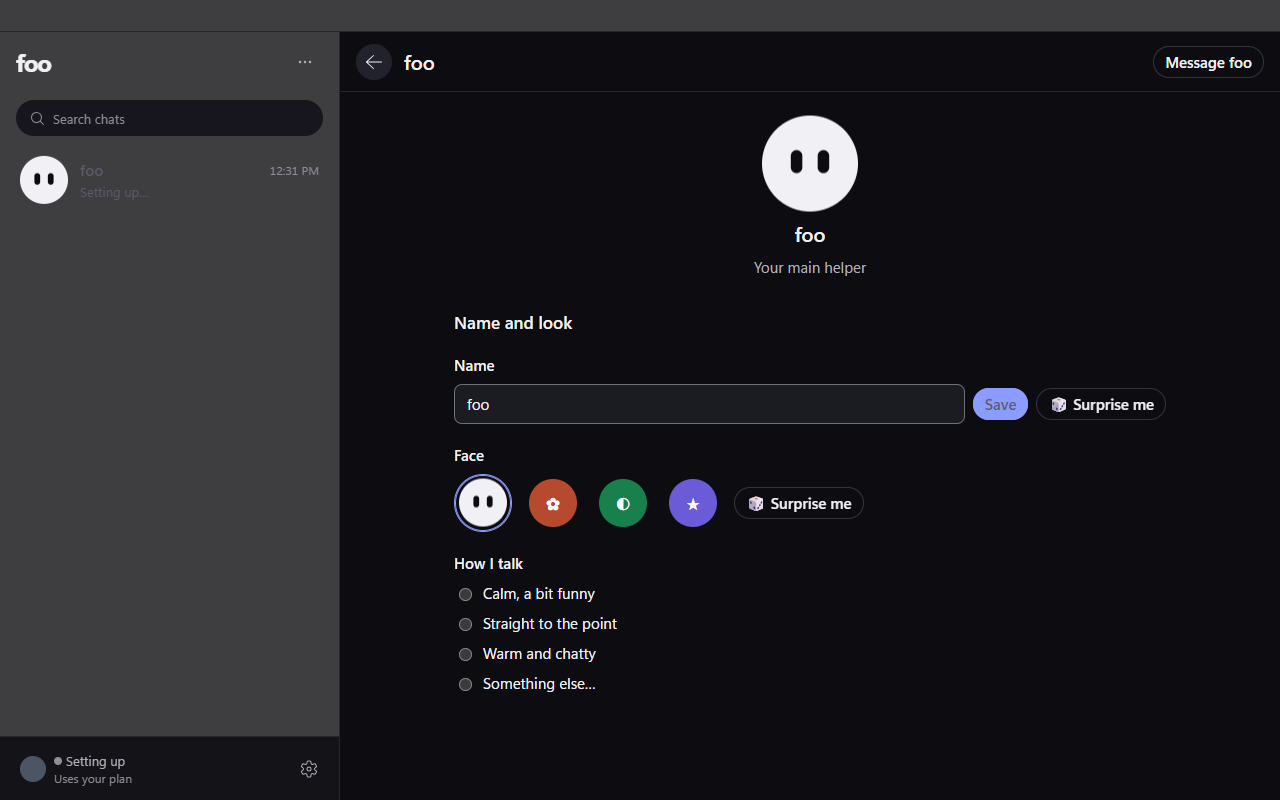 foo
Search chats
foo
12:31 PM
Setting up...
Setting up
Uses your plan
foo
Message foo
foo
Your main helper
Name and look
Name
foo
Save
Surprise me
Face
Surprise me
How I talk
Calm, a bit funny
Straight to the point
Warm and chatty
Something else...